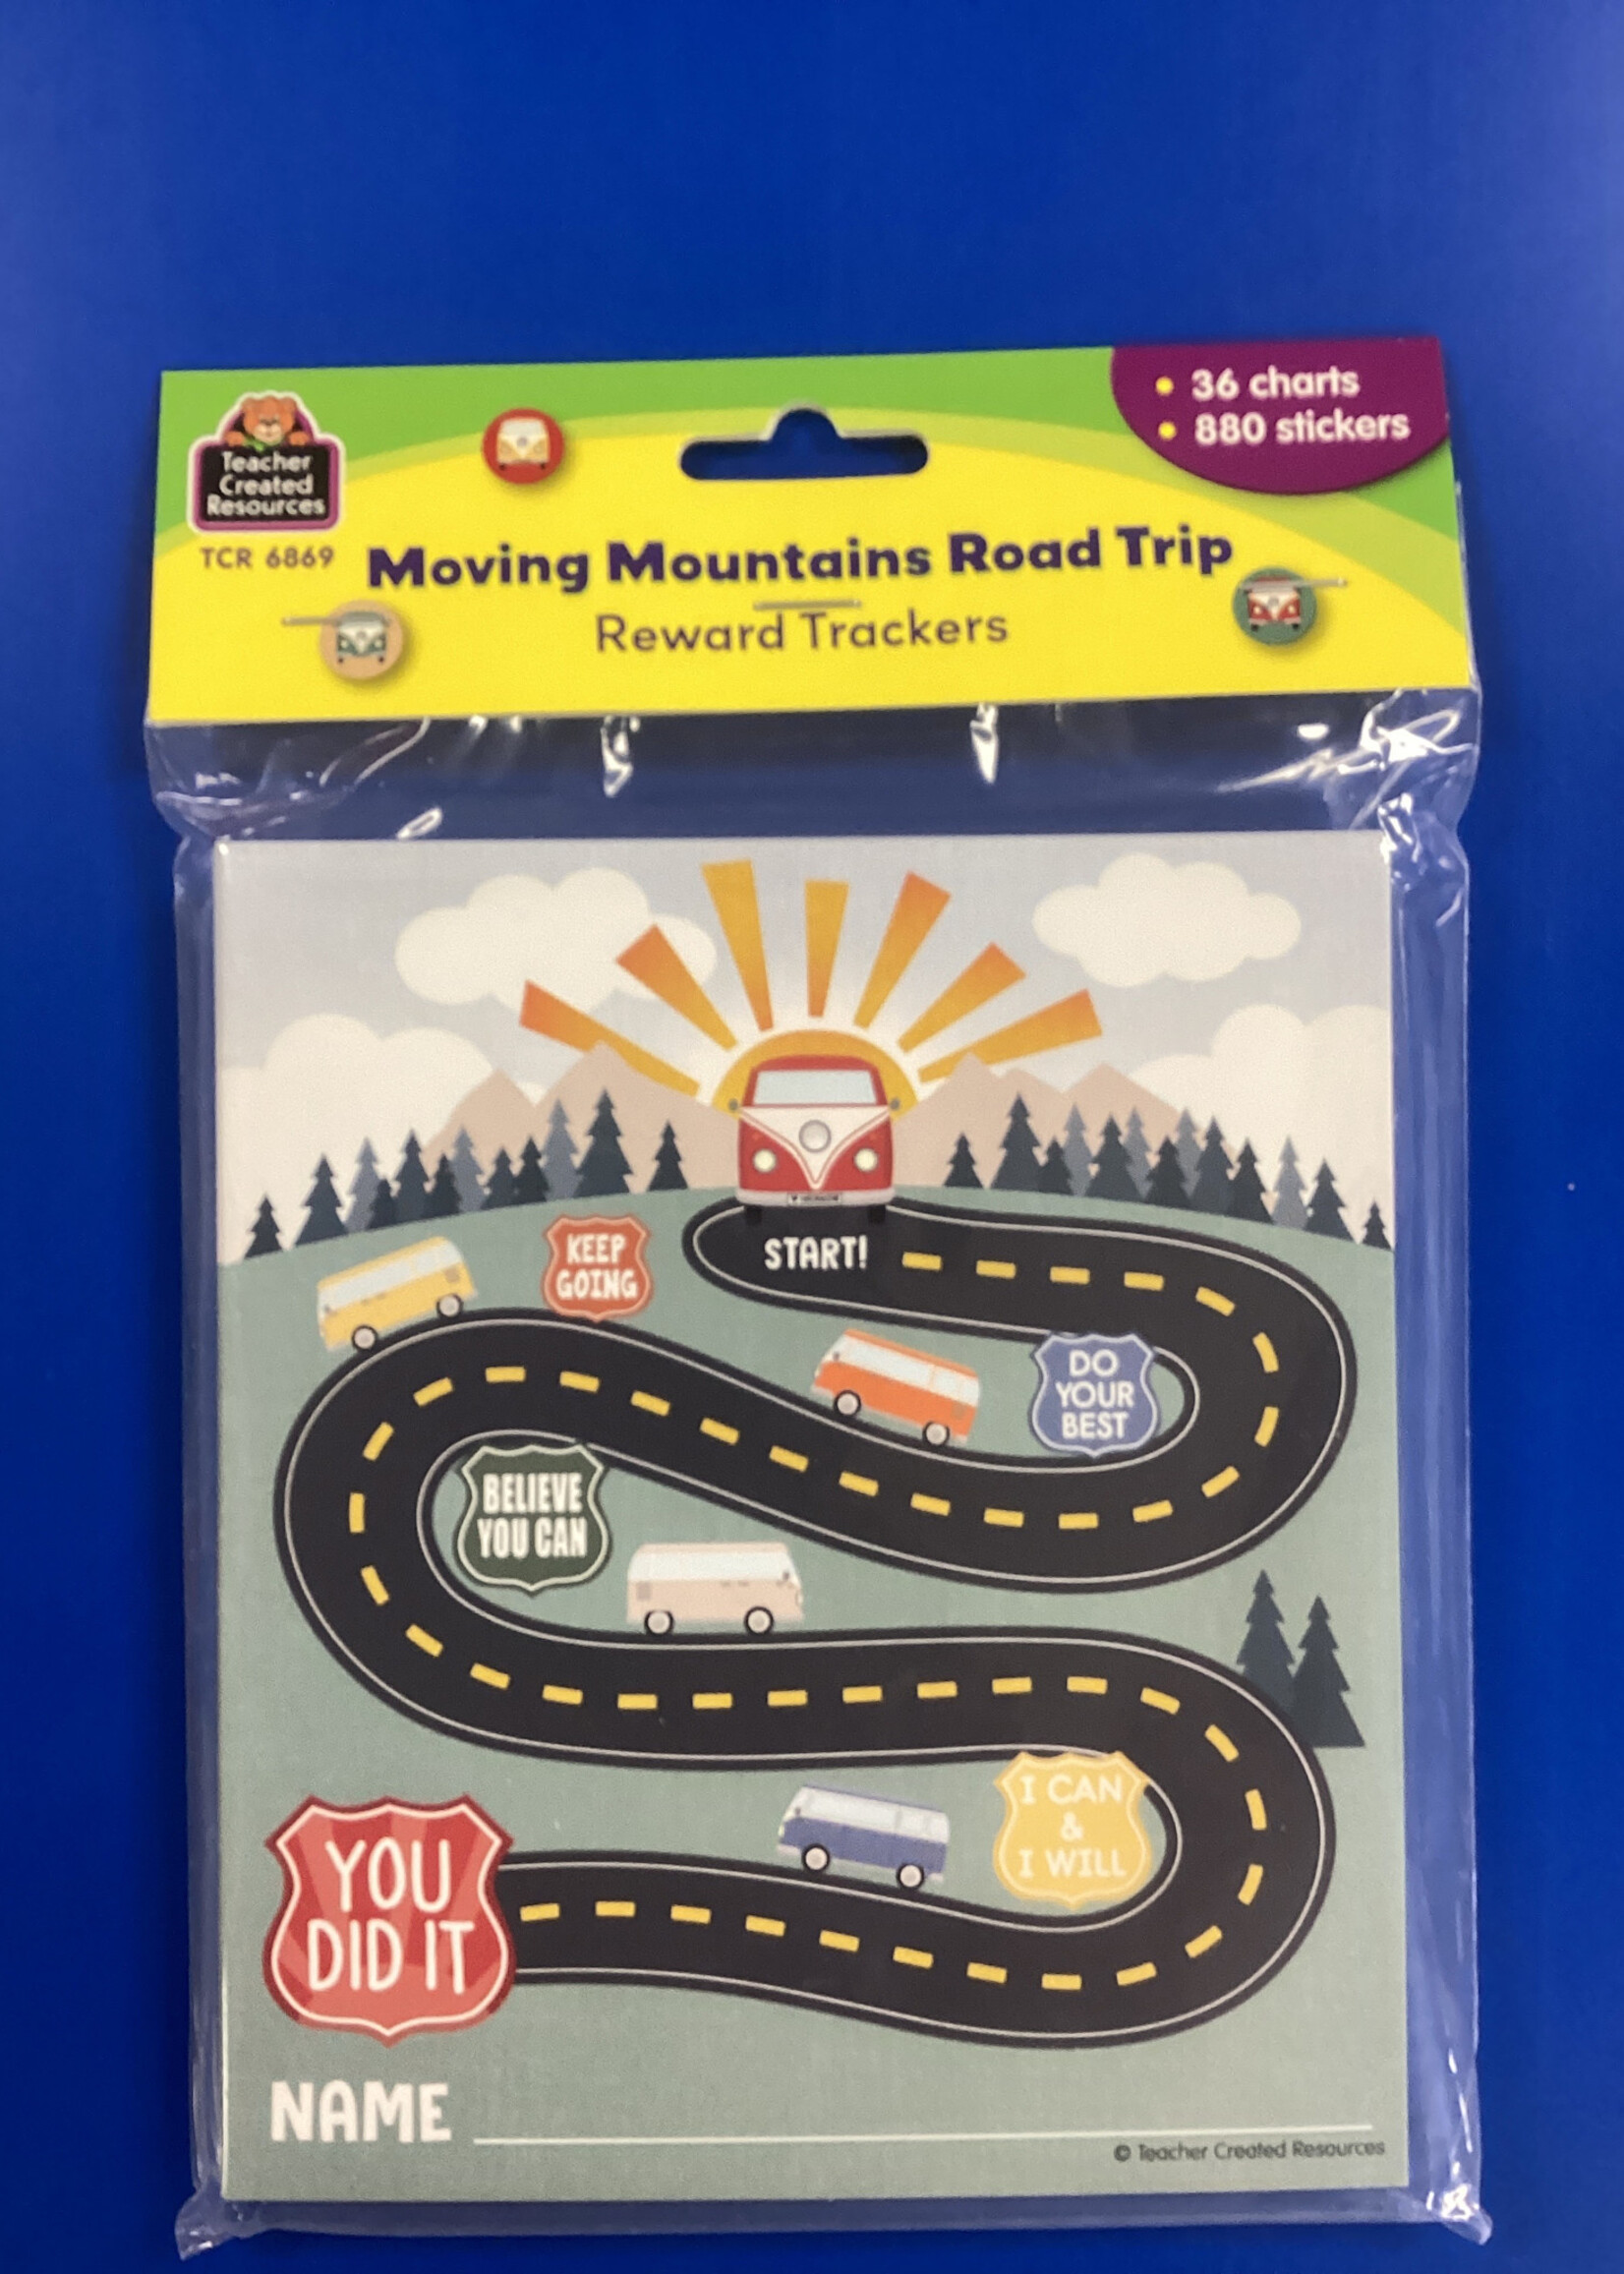 • 36 charts
• 880 stickers
Teacher
Created
Resources
TCR 6869
Moving Mountains Road Trip
Reward Trackers
START!
KEEP
GOING
DO
YOUR
BEST
BELIEVE
YOU CAN
I CAN
&
I WILL
YOU
DID IT
NAME
© Teacher Created Resources